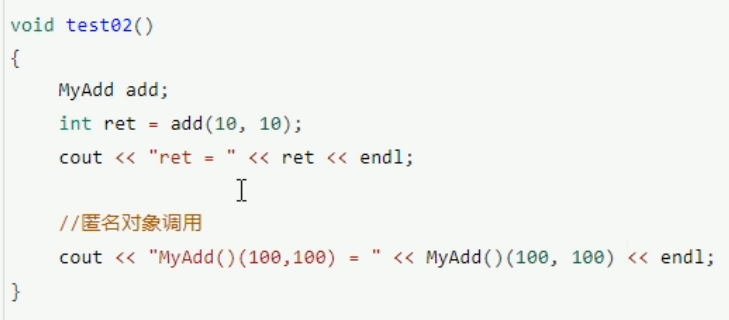 void test02()
{
MyAdd add;
int ret = add(10, 10);
cout << "ret = " << ret << endl;
//匿名对象调用
cout << "MyAdd()(100,100) = " << MyAdd()(100, 100) << endl;
}